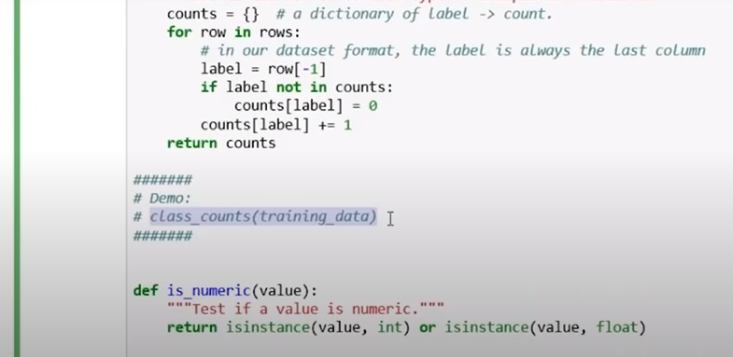 counts = {}  # a dictionary of label -> count.
for row in rows:
# in our dataset format, the label is always the last column
label = row[-1]
if label not in counts:
counts[label] = 0
counts[label] += 1
return counts
#######
# Demo:
# class_counts(training_data)
#######
def is_numeric(value):
"""Test if a value is numeric."""
return isinstance(value, int) or isinstance(value, float)